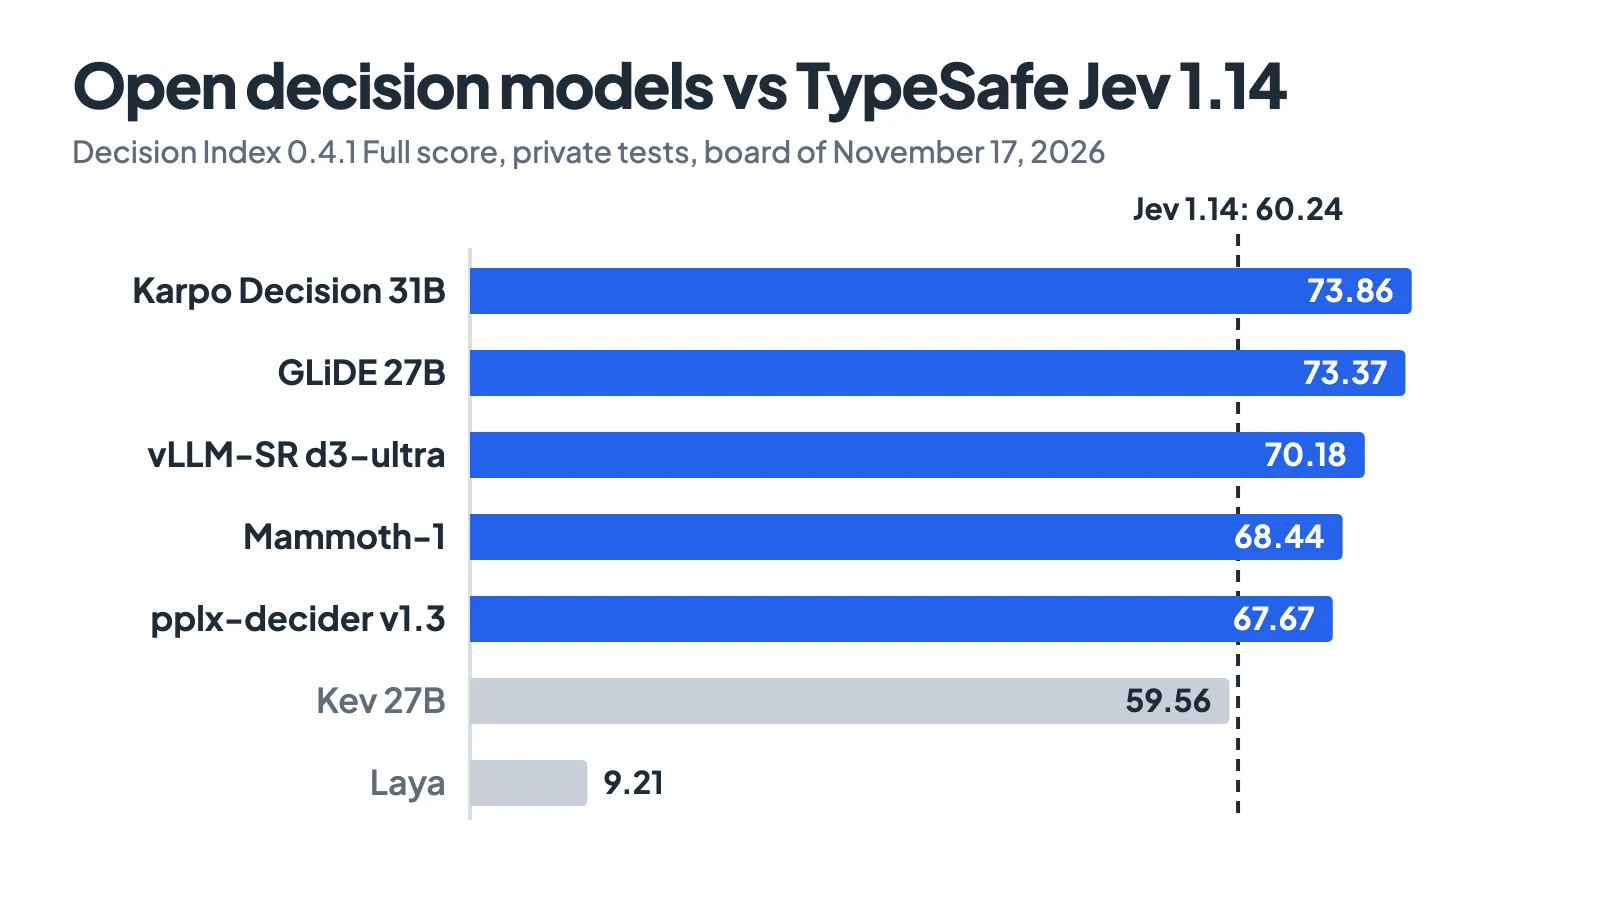 Open decision models vs TypeSafe Jev 1.14
Decision Index 0.4.1 Full score, private tests, board of November 17, 2026
Jev 1.14: 60.24
Karpo Decision 31B 73.86
GLiDE 27B 73.37
vLLM-SR d3-ultra 70.18
Mammoth-1 68.44
pplx-decider v1.3 67.67
Kev 27B 59.56
Laya 9.21